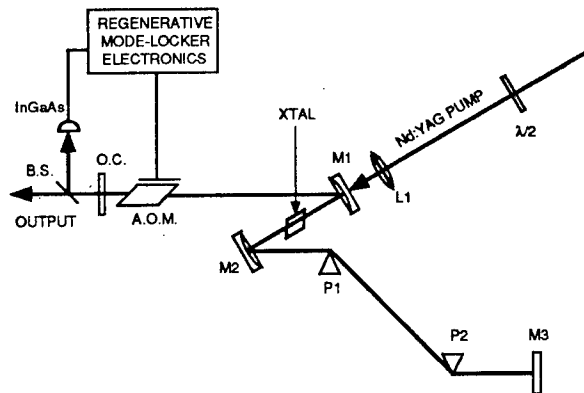 REGENERATIVE
MODE-LOCKER
ELECTRONICS
InGaAs
XTAL
Nd:YAG PUMP
λ/2
B.S.
O.C.
M1
L1
OUTPUT
A.O.M.
M2
P1
P2
M3